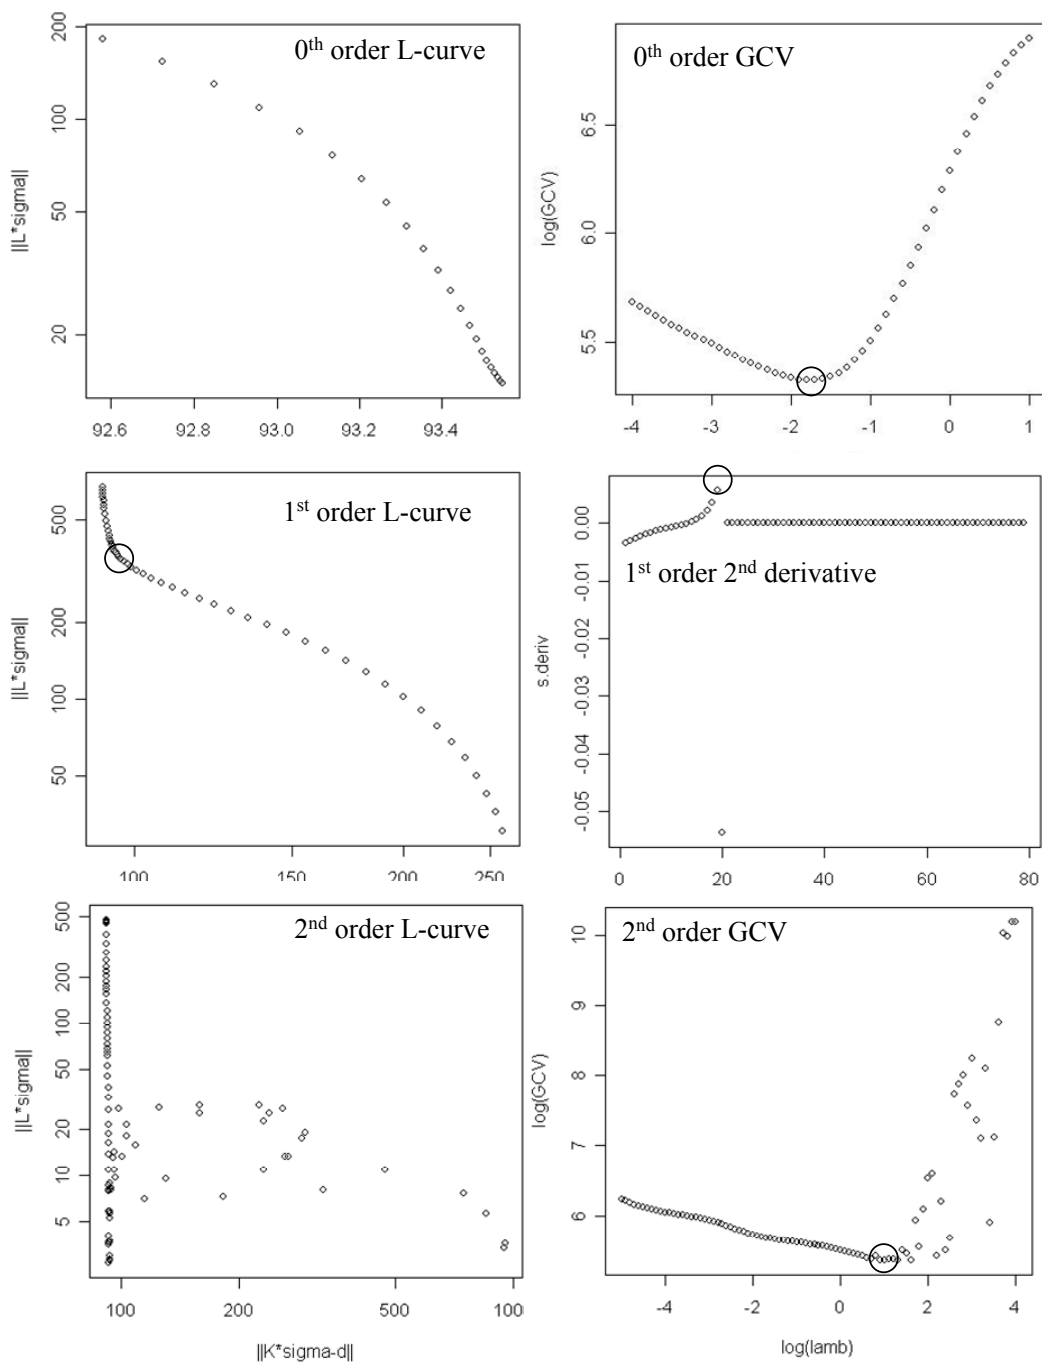 0th order L-curve
||L*sigma||
200
100
50
20
92.6 92.8 93.0 93.2 93.4
0th order GCV
log(GCV)
6.5
6.0
5.5
-4 -3 -2 -1 0 1
1st order L-curve
||L*sigma||
500
200
100
50
100 150 200 250
1st order 2nd derivative
s.deriv
0.00
-0.01
-0.02
-0.03
-0.04
-0.05
0 20 40 60 80
2nd order L-curve
||L*sigma||
500
200
100
50
20
10
5
100 200 500 100
||K*sigma-d||
2nd order GCV
log(GCV)
10
9
8
7
6
-4 -2 0 2 4
log(lamb)